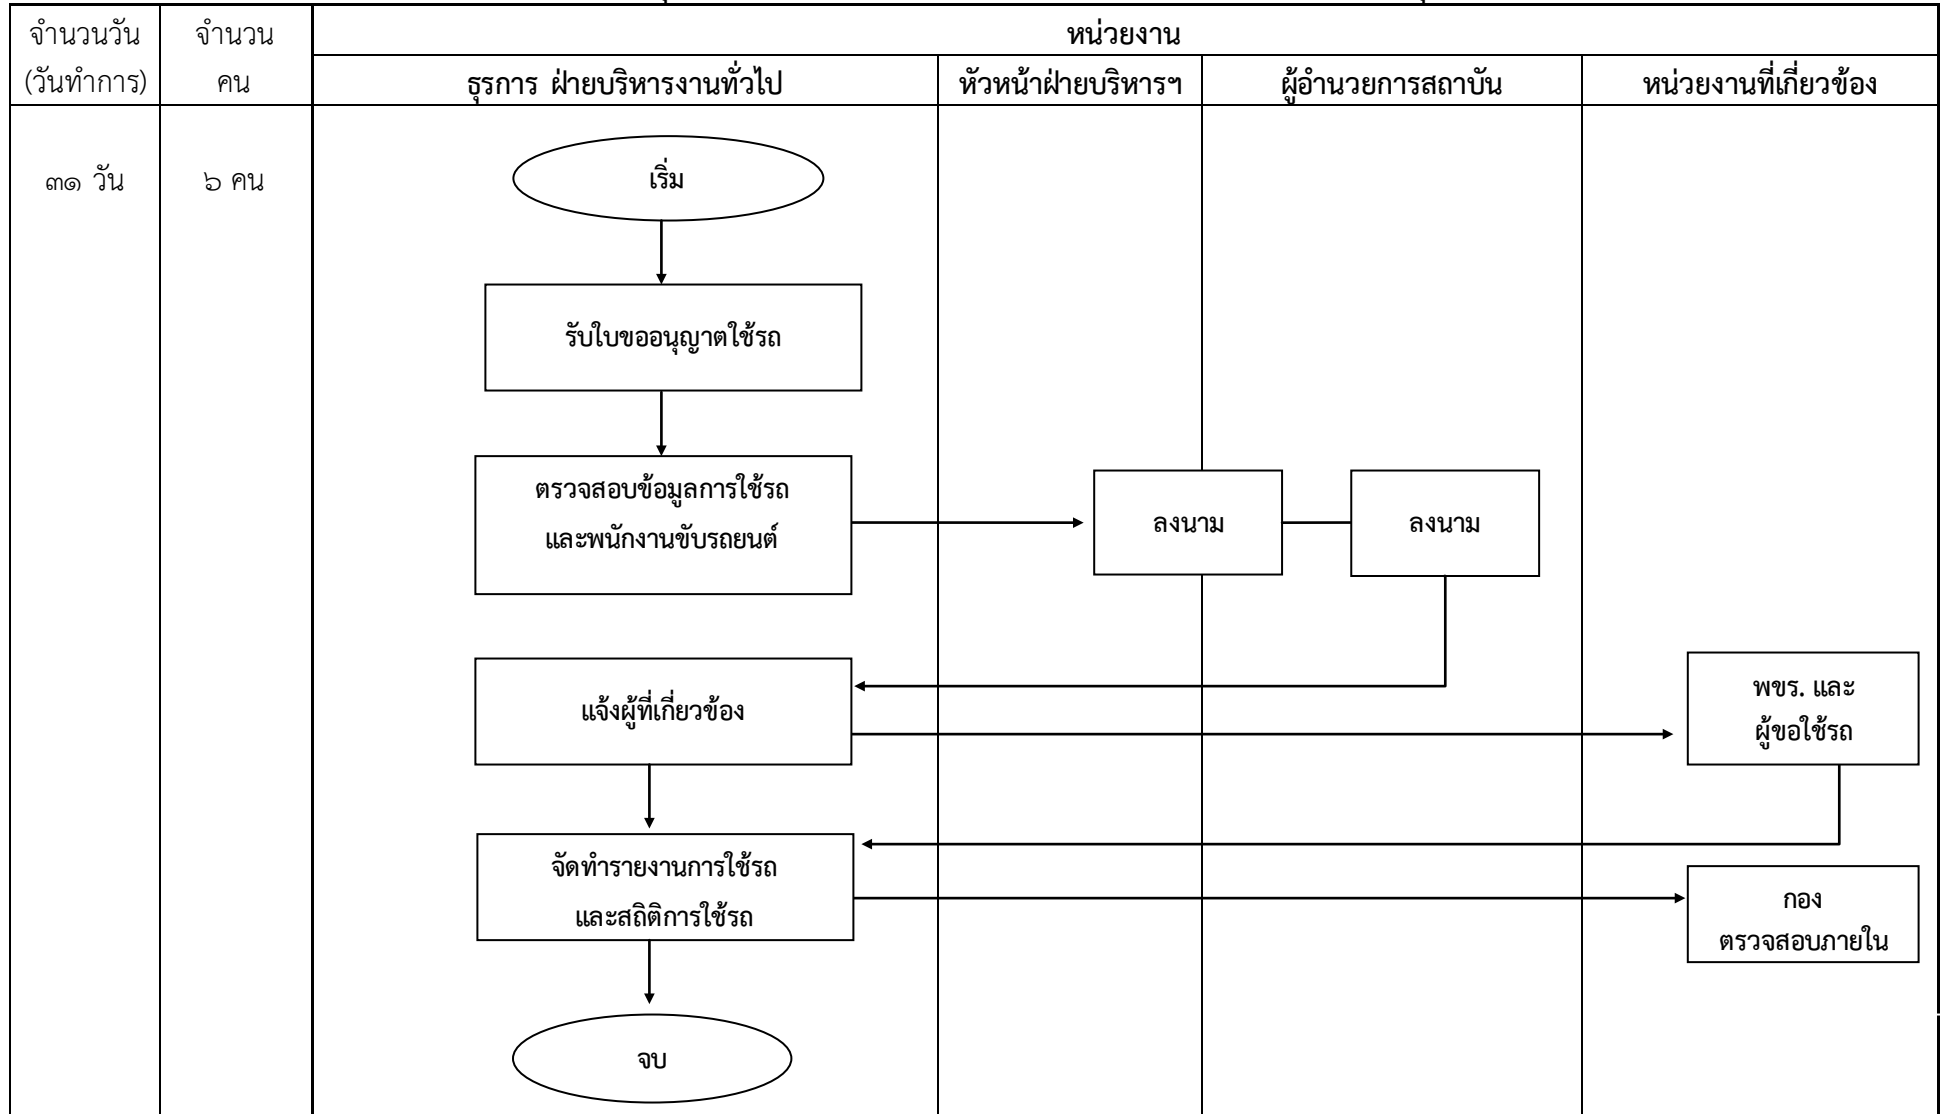 จำนวนวัน
(วันทำการ)
จำนวน
คน
หน่วยงาน
ธุรการ ฝ่ายบริหารงานทั่วไป
หัวหน้าฝ่ายบริหารฯ
ผู้อำนวยการสถาบัน
หน่วยงานที่เกี่ยวข้อง
๓๑ วัน
๖ คน
เริ่ม
รับใบขออนุญาตใช้รถ
ตรวจสอบข้อมูลการใช้รถ
และพนักงานขับรถยนต์
ลงนาม
ลงนาม
แจ้งผู้ที่เกี่ยวข้อง
พขร. และ
ผู้ขอใช้รถ
จัดทำรายงานการใช้รถ
และสถิติการใช้รถ
กอง
ตรวจสอบภายใน
จบ